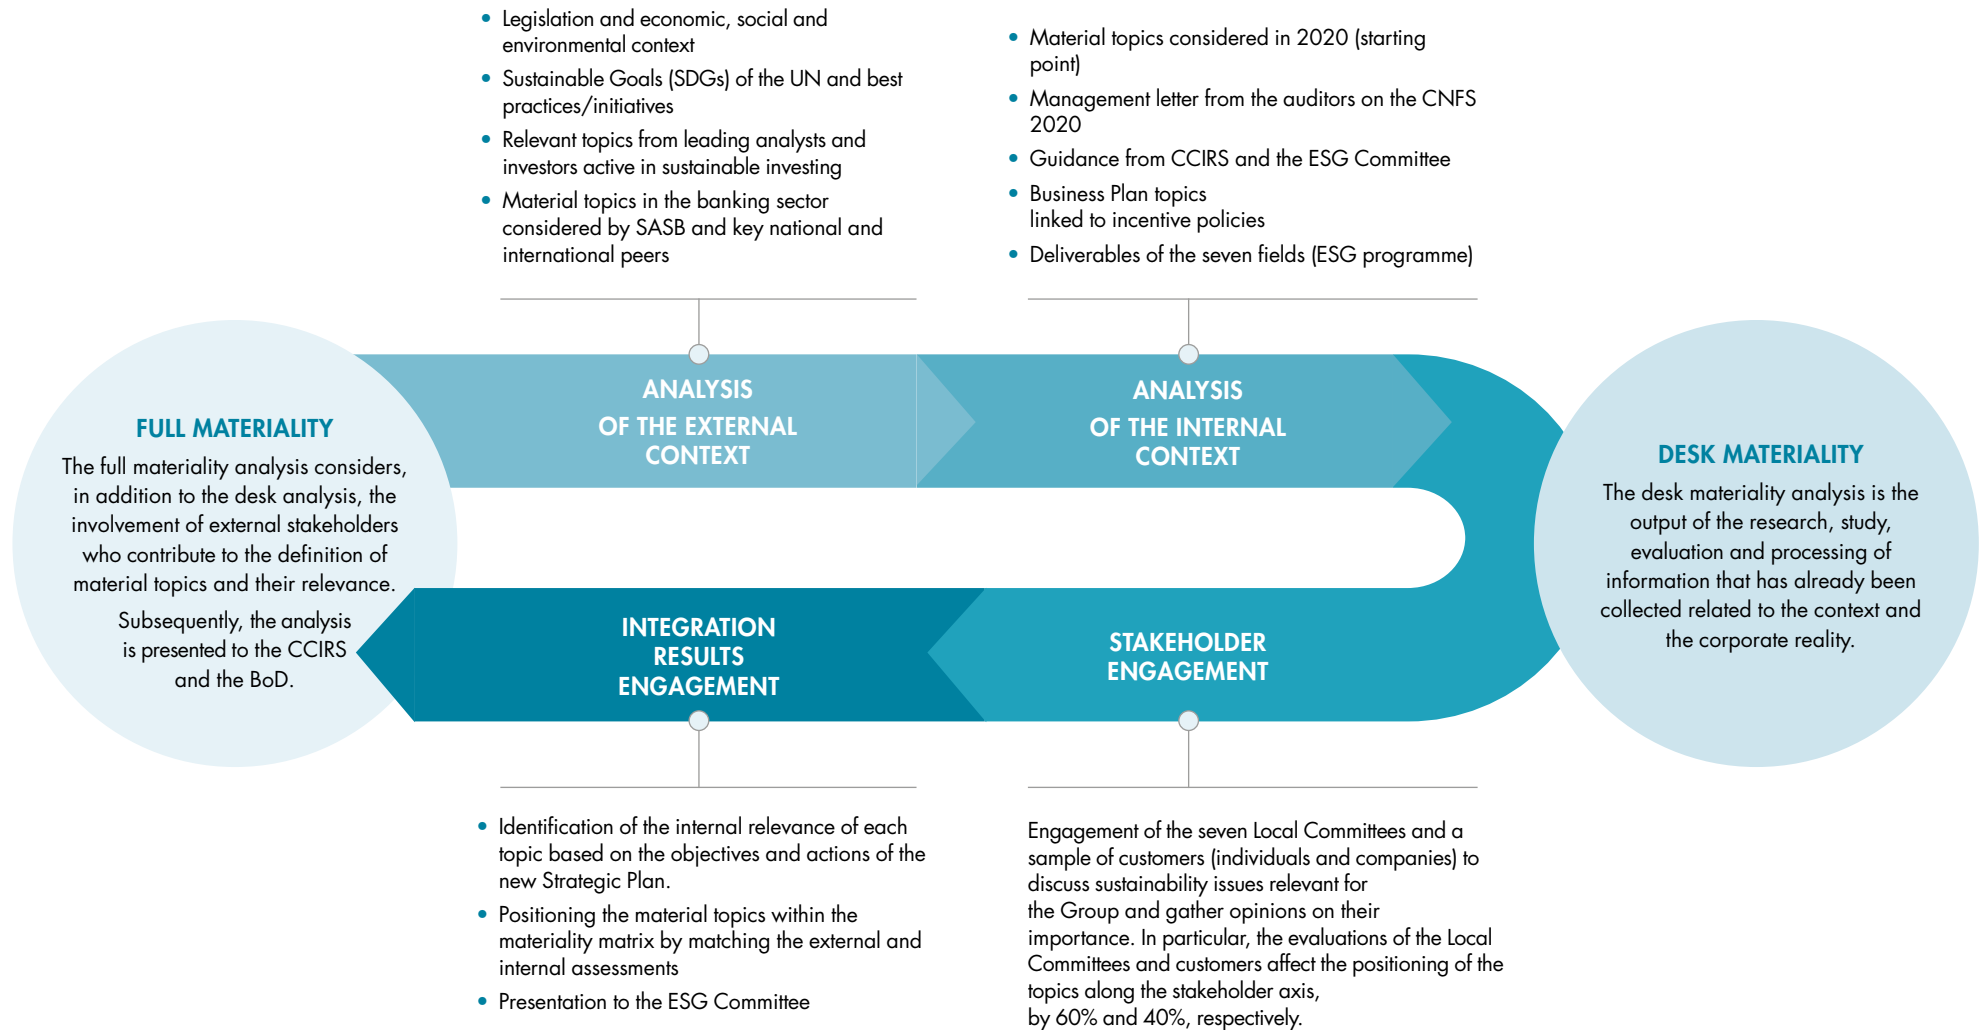 Legislation and economic, social and
environmental context
Sustainable Goals (SDGs) of the UN and best
practices/initiatives
Relevant topics from leading analysts and
investors active in sustainable investing
Material topics in the banking sector
considered by SASB and key national and
international peers
Material topics considered in 2020 (starting
point)
Management letter from the auditors on the CNFS
2020
Guidance from CCIRS and the ESG Committee
Business Plan topics
linked to incentive policies
Deliverables of the seven fields (ESG programme)
ANALYSIS
OF THE EXTERNAL
CONTEXT
ANALYSIS
OF THE INTERNAL
CONTEXT
FULL MATERIALITY
The full materiality analysis considers,
in addition to the desk analysis, the
involvement of external stakeholders
who contribute to the definition of
material topics and their relevance.
Subsequently, the analysis
is presented to the CCIRS
and the BoD.
DESK MATERIALITY
The desk materiality analysis is the
output of the research, study,
evaluation and processing of
information that has already been
collected related to the context and
the corporate reality.
INTEGRATION
RESULTS
ENGAGEMENT
STAKEHOLDER
ENGAGEMENT
Identification of the internal relevance of each
topic based on the objectives and actions of the
new Strategic Plan.
Positioning the material topics within the
materiality matrix by matching the external and
internal assessments
Presentation to the ESG Committee
Engagement of the seven Local Committees and a
sample of customers (individuals and companies) to
discuss sustainability issues relevant for
the Group and gather opinions on their
importance. In particular, the evaluations of the Local
Committees and customers affect the positioning of the
topics along the stakeholder axis,
by 60% and 40%, respectively.